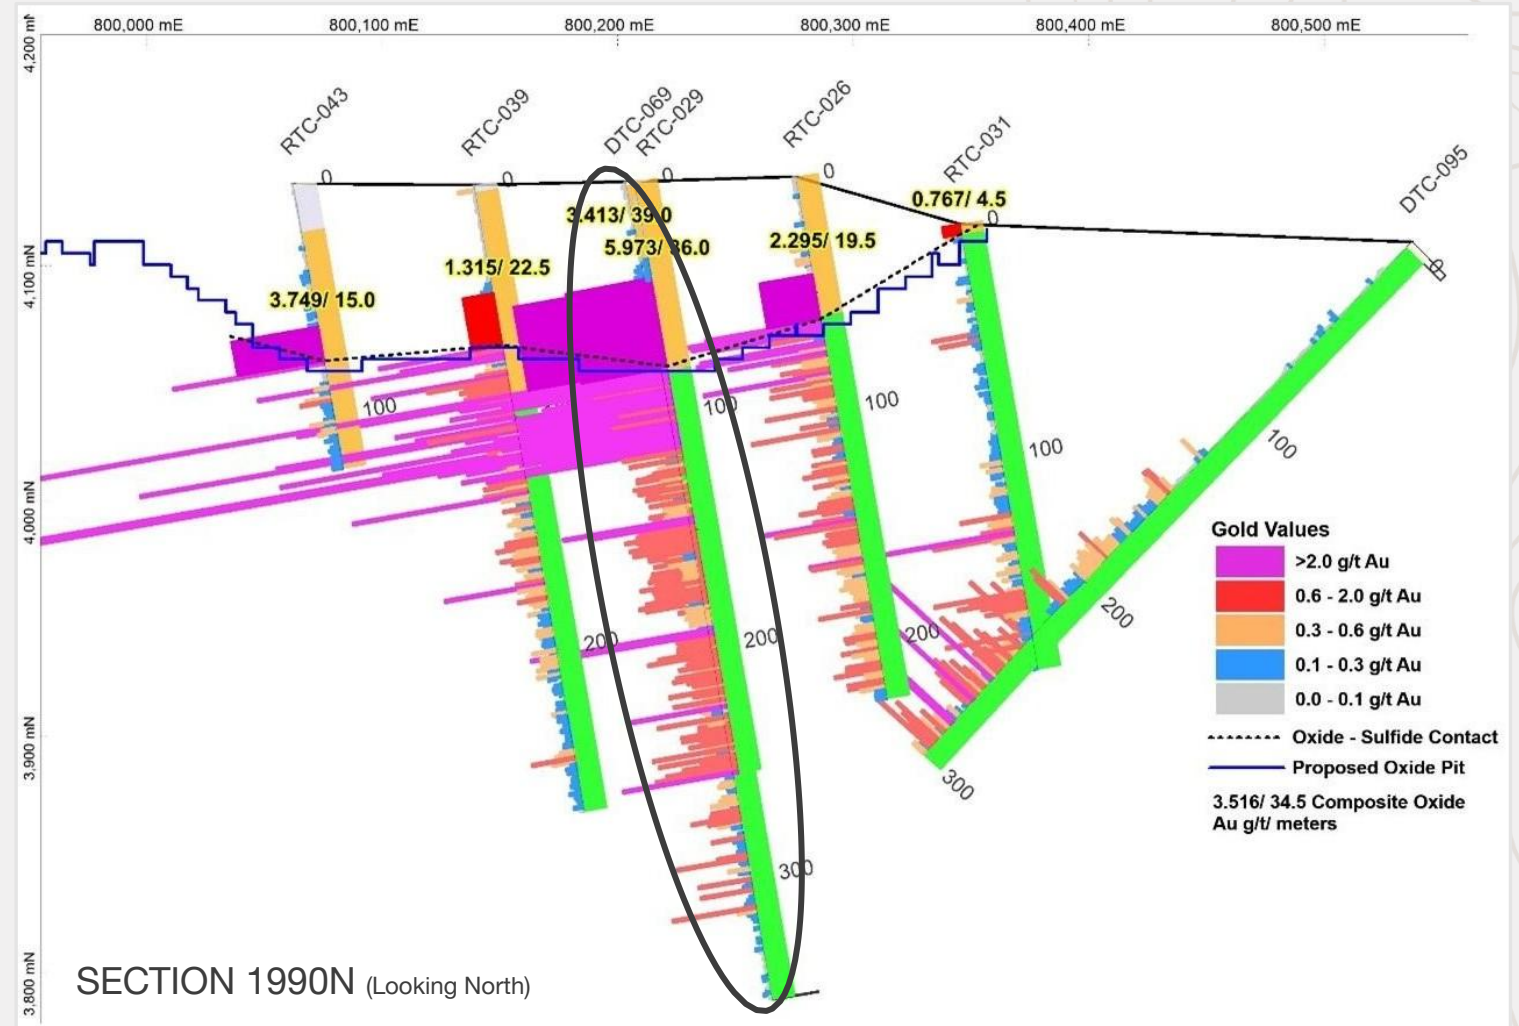 800,000 mE
800,100 mE
800,200 mE
800,300 mE
800,400 mE
800,500 mE
4,200 mN
4,100 mN
4,000 mN
3,900 mN
3,800 mN
RTC-043
RTC-039
DTC-069
RTC-029
RTC-026
RTC-031
DTC-095
0
0
0
0
0
0
0.767/ 4.5
3.413/ 39.0
5.973/ 36.0
2.295/ 19.5
1.315/ 22.5
3.749/ 15.0
100
100
100
100
100
200
200
200
200
300
300
Gold Values
>2.0 g/t Au
0.6 - 2.0 g/t Au
0.3 - 0.6 g/t Au
0.1 - 0.3 g/t Au
0.0 - 0.1 g/t Au
Oxide - Sulfide Contact
Proposed Oxide Pit
3.516/ 34.5 Composite Oxide
Au g/t/ meters
SECTION 1990N (Looking North)